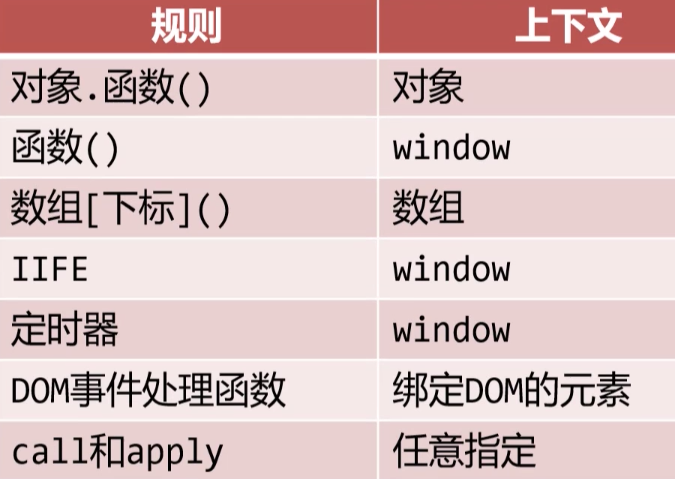 规则 上下文
对象.函数() 对象
函数() window
数组[下标]() 数组
IIFE window
定时器 window
DOM事件处理函数 绑定DOM的元素
call和apply 任意指定